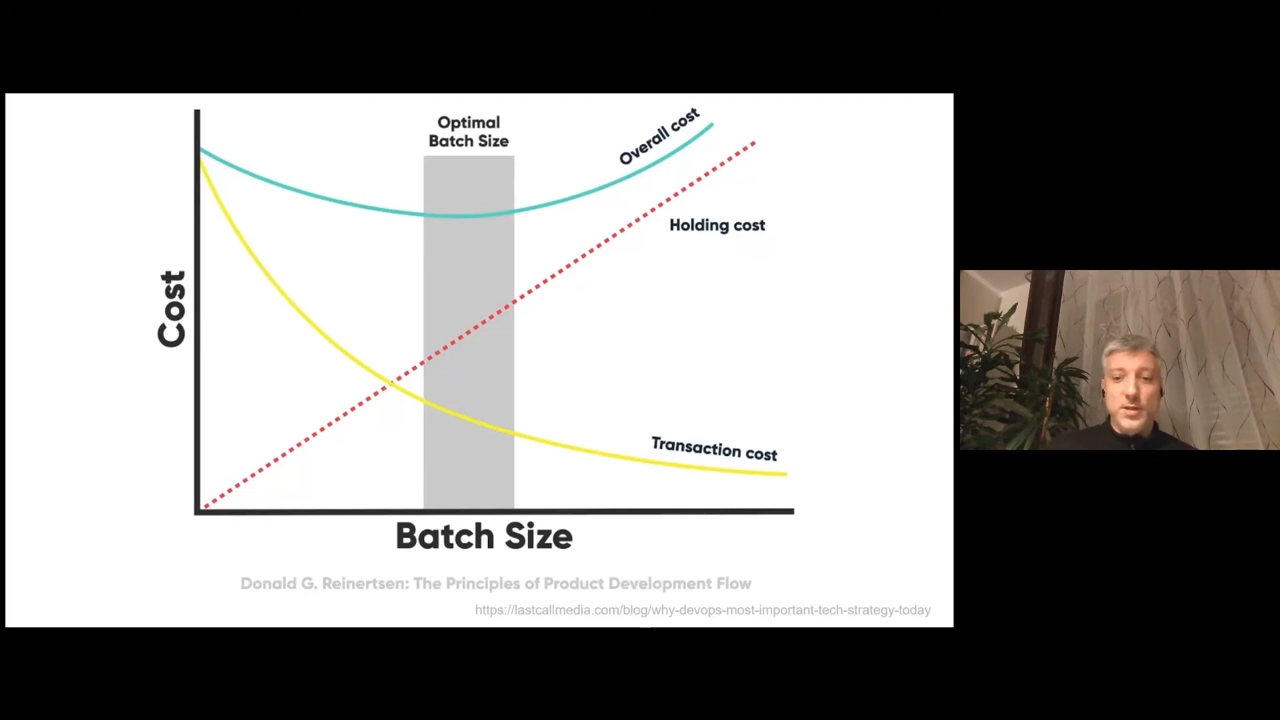 Optimal
Batch Size
Overall cost
Holding cost
Cost
Transaction cost
Batch Size
Donald G. Reinertsen: The Principles of Product Development Flow
https://lastcallmedia.com/blog/why-devops-most-important-tech-strategy-today